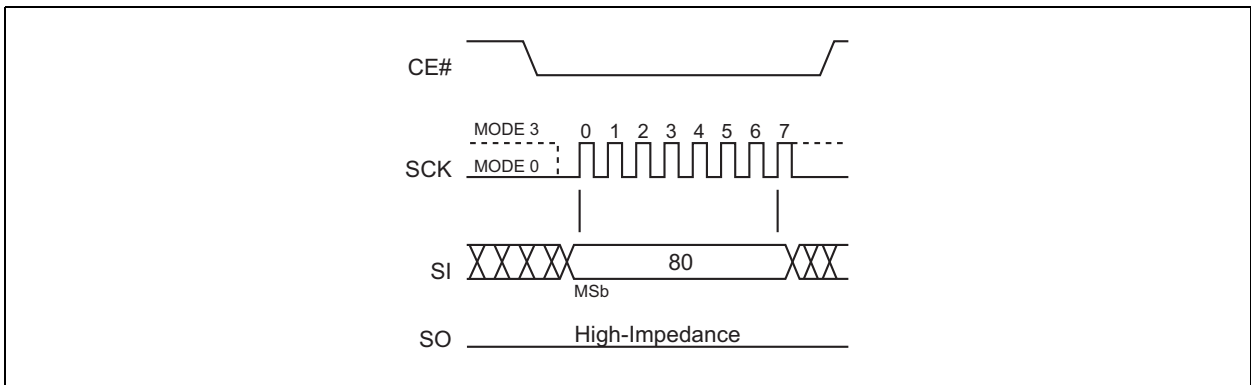 CE#
MODE 3
0 1 2 3 4 5 6 7
SCK
MODE 0
SI
80
MSb
SO
High-Impedance